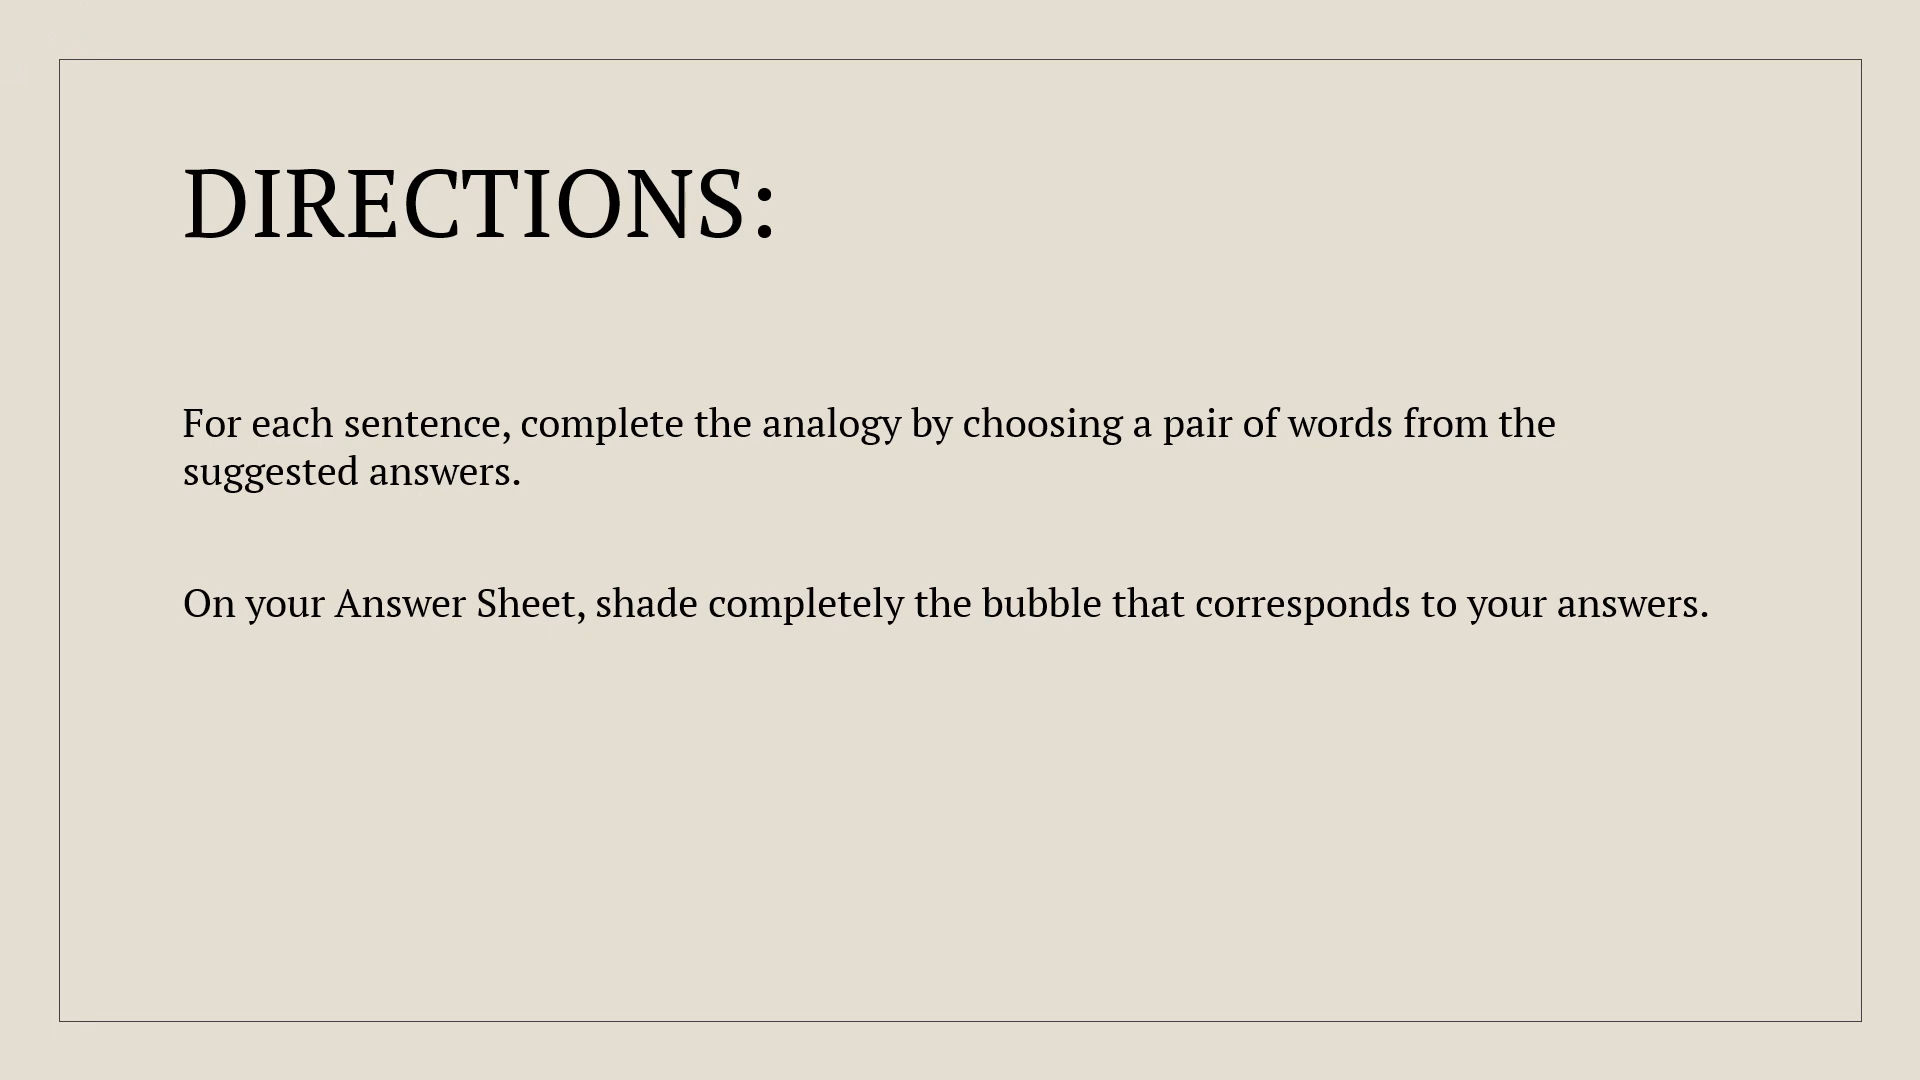 DIRECTIONS:
For each sentence, complete the analogy by choosing a pair of words from the
suggested answers.
On your Answer Sheet, shade completely the bubble that corresponds to your answers.